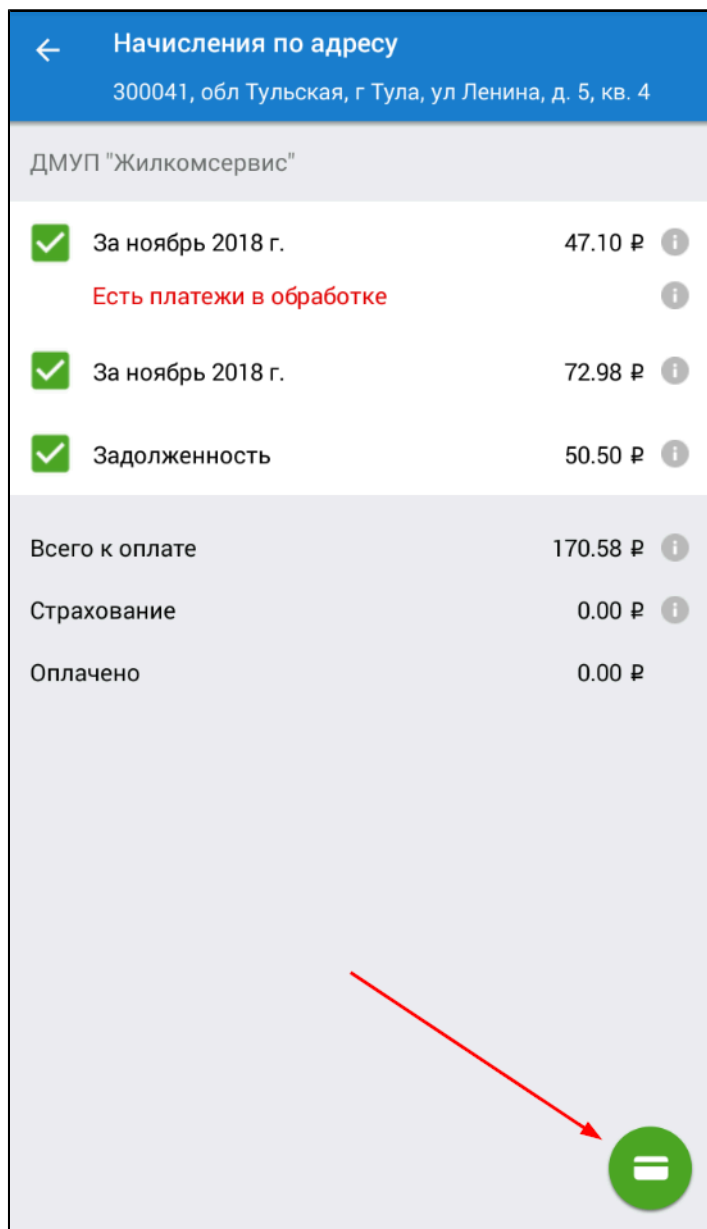 Начисления по адресу
300041, обл Тульская, г Тула, ул Ленина, д. 5, кв. 4
ДМУП "Жилкомсервис"
За ноябрь 2018 г. 47.10 ₽
Есть платежи в обработке
За ноябрь 2018 г. 72.98 ₽
Задолженность 50.50 ₽
Всего к оплате 170.58 ₽
Страхование 0.00 ₽
Оплачено 0.00 ₽